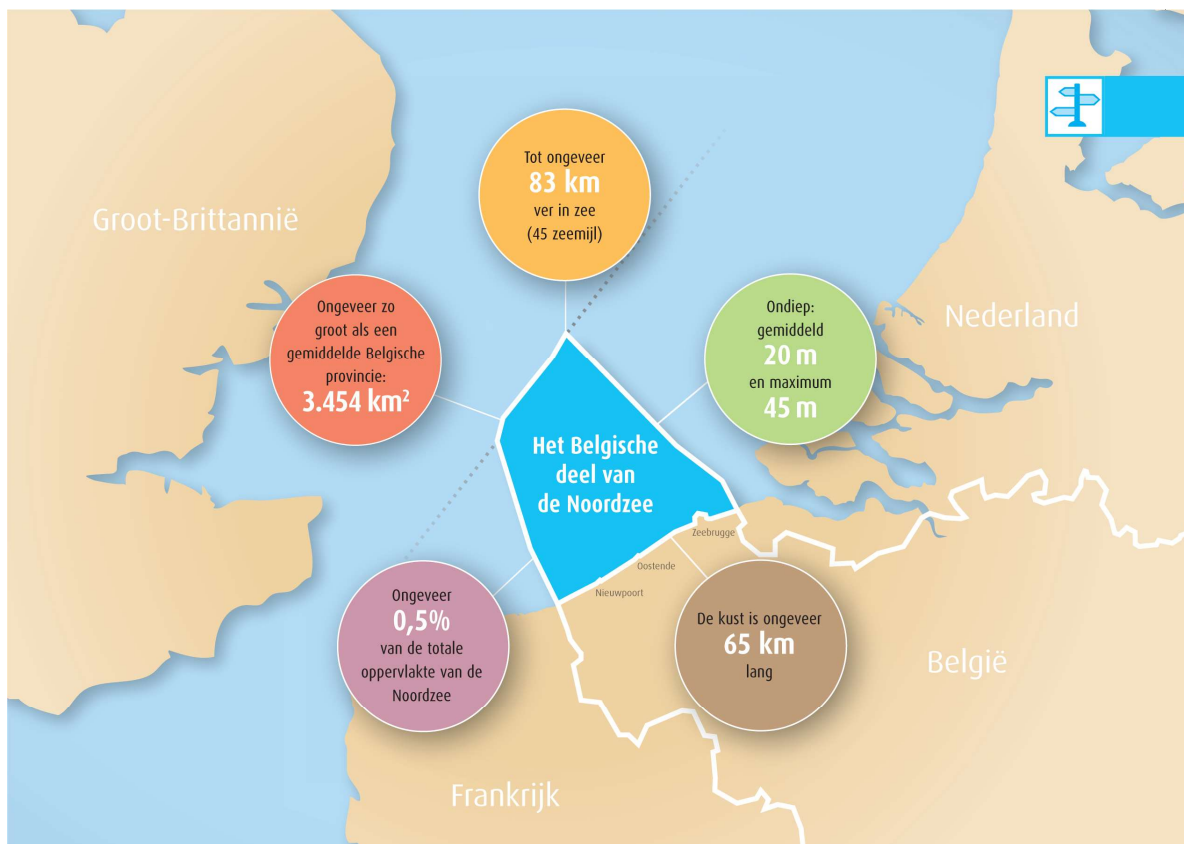 Groot-Brittannië
Tot ongeveer
83 km
ver in zee
(45 zeemijl)
Ongeveer zo
groot als een
gemiddelde Belgische
provincie:
3.454 km²
Ondiep:
gemiddeld
20 m
en maximum
45 m
Nederland
Het Belgische
deel van
de Noordzee
Zeebrugge
Oostende
Nieuwpoort
Ongeveer
0,5%
van de totale
oppervlakte van de
Noordzee
De kust is ongeveer
65 km
lang
België
Frankrijk